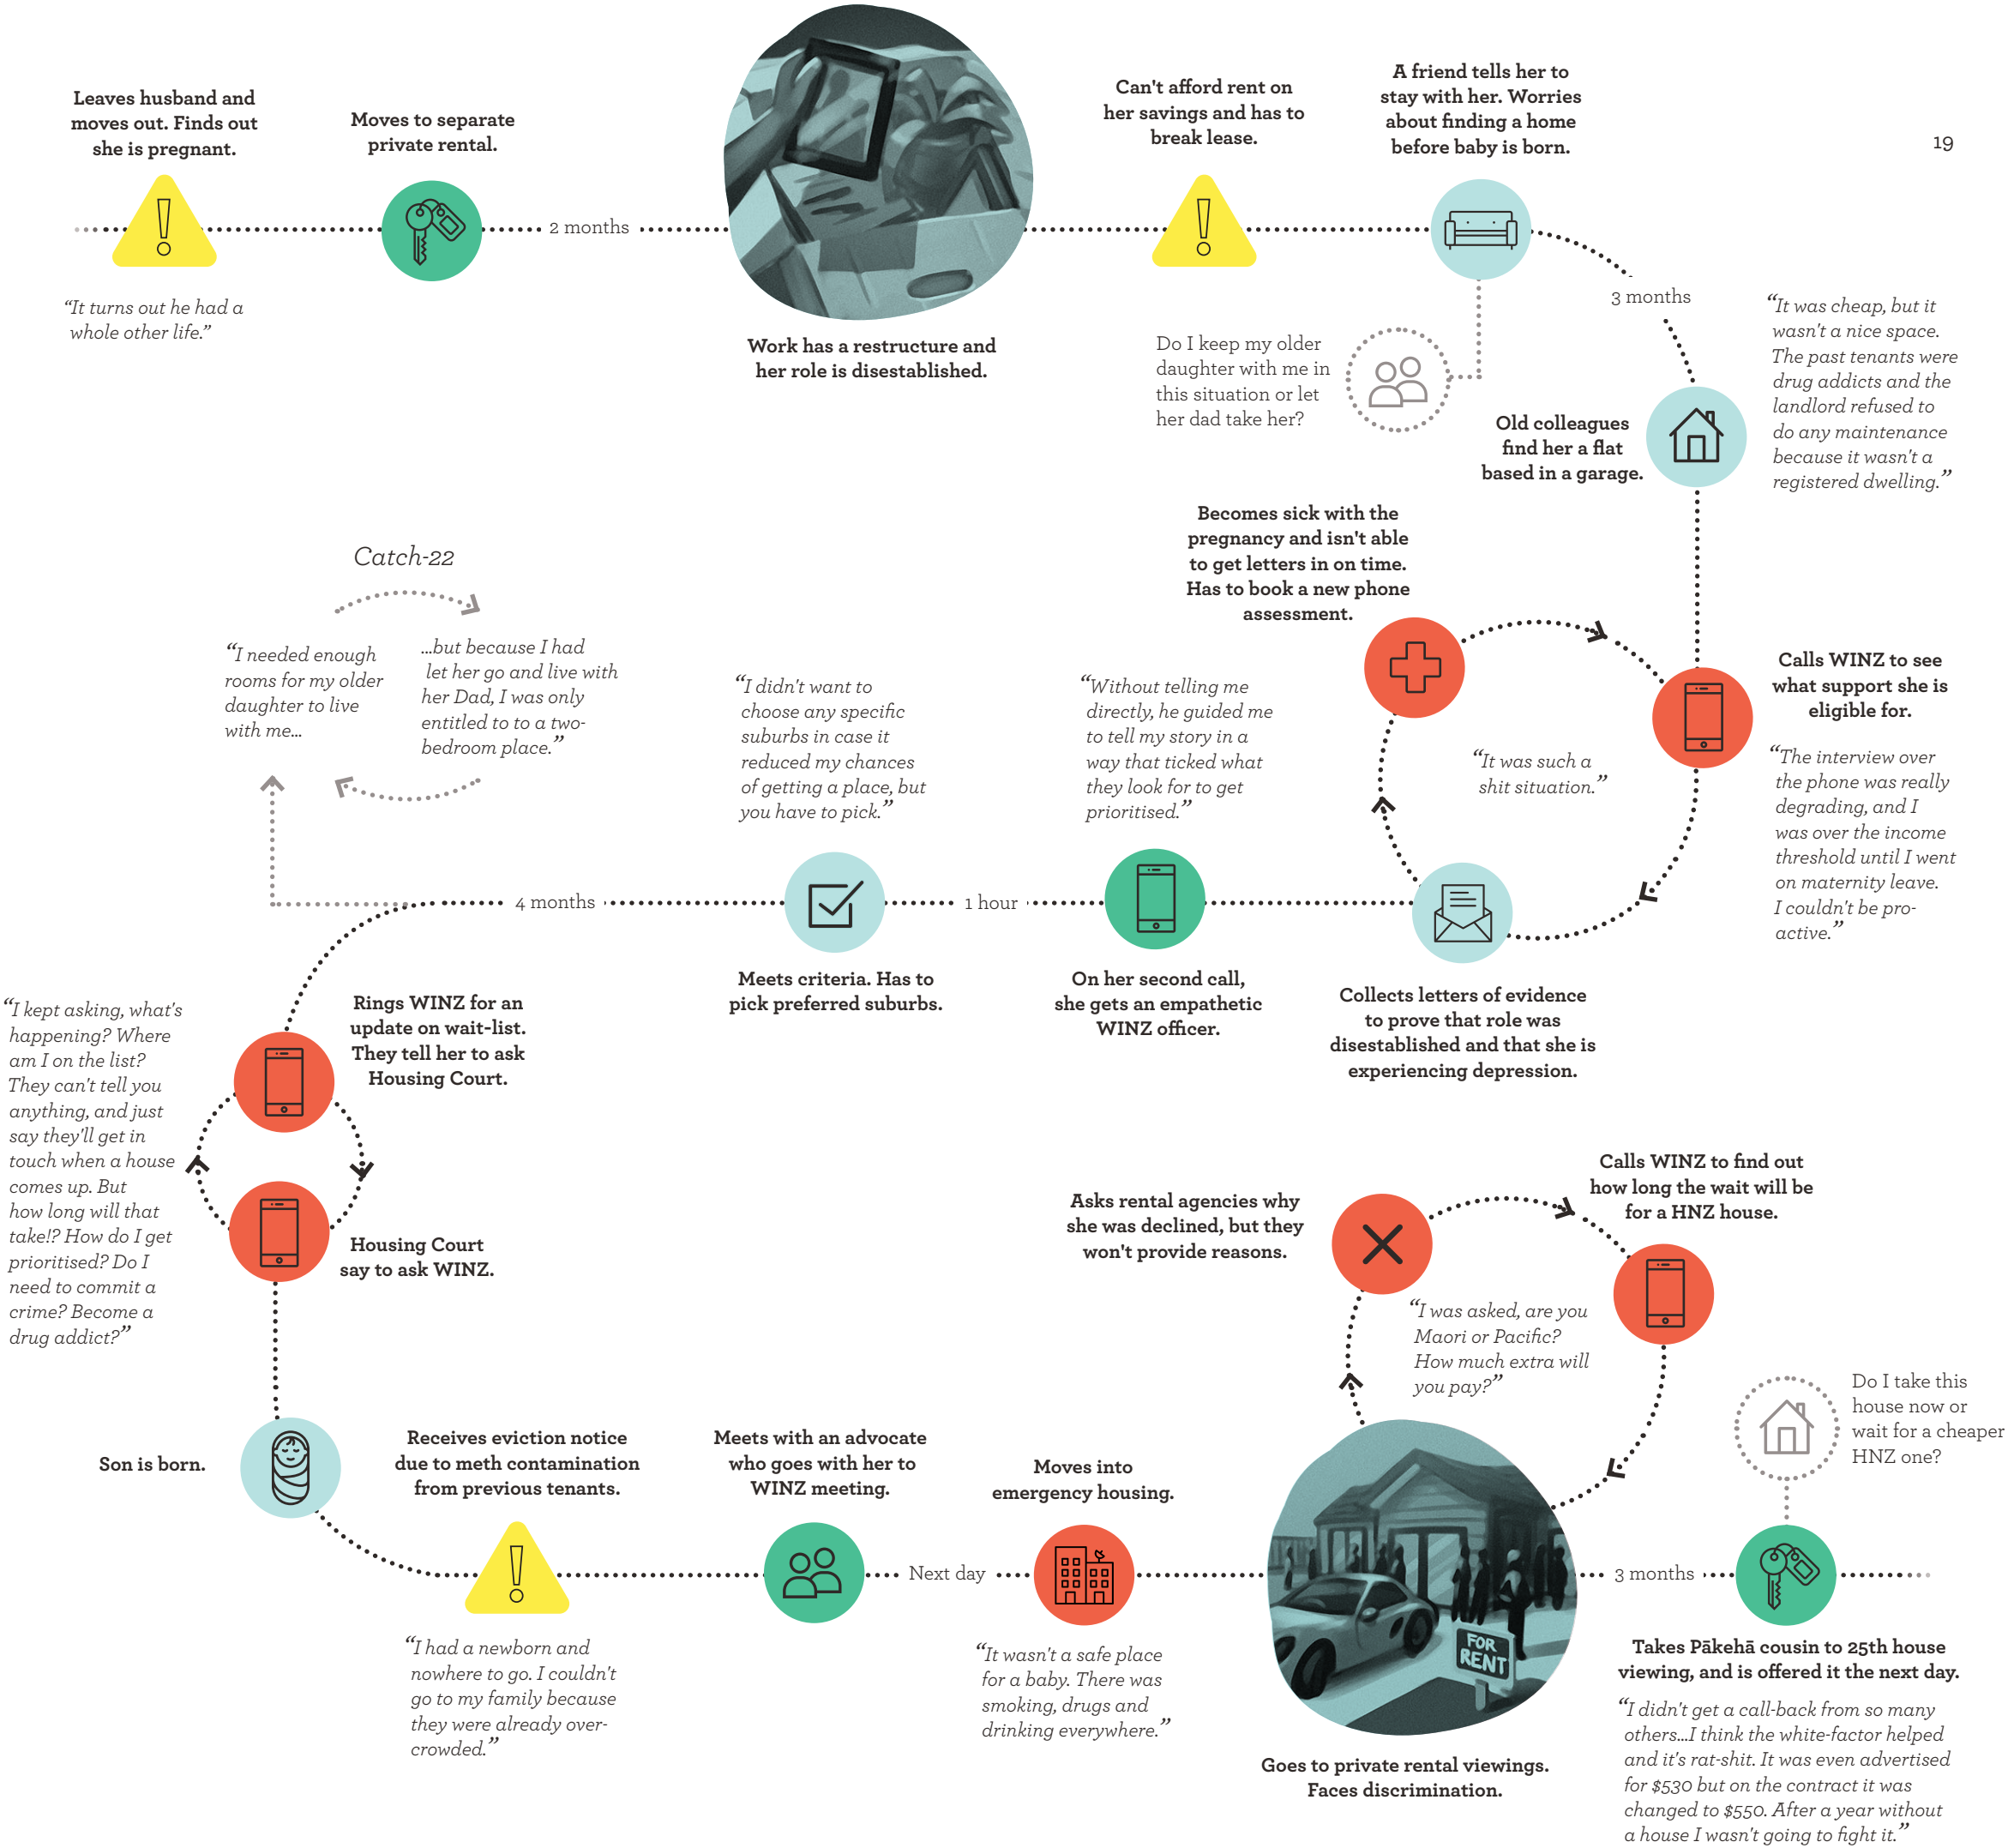 19
Leaves husband and
moves out. Finds out
she is pregnant.
“It turns out he had a
whole other life.”
Moves to separate
private rental.
2 months
Work has a restructure and
her role is disestablished.
Can't afford rent on
her savings and has to
break lease.
A friend tells her to
stay with her. Worries
about finding a home
before baby is born.
Do I keep my older
daughter with me in
this situation or let
her dad take her?
3 months
Old colleagues
find her a flat
based in a garage.
“It was cheap, but it
wasn't a nice space.
The past tenants were
drug addicts and the
landlord refused to
do any maintenance
because it wasn't a
registered dwelling.”
Calls WINZ to see
what support she is
eligible for.
“The interview over
the phone was really
degrading, and I
was over the income
threshold until I went
on maternity leave.
I couldn't be pro-
active.”
Becomes sick with the
pregnancy and isn't able
to get letters in on time.
Has to book a new phone
assessment.
“It was such a
shit situation.”
Collects letters of evidence
to prove that role was
disestablished and that she is
experiencing depression.
“Without telling me
directly, he guided me
to tell my story in a
way that ticked what
they look for to get
prioritised.”
On her second call,
she gets an empathetic
WINZ officer.
1 hour
“I didn't want to
choose any specific
suburbs in case it
reduced my chances
of getting a place, but
you have to pick.”
Meets criteria. Has to
pick preferred suburbs.
4 months
Catch-22
“I needed enough
rooms for my older
daughter to live
with me...
...but because I had
let her go and live with
her Dad, I was only
entitled to to a two-
bedroom place.”
Rings WINZ for an
update on wait-list.
They tell her to ask
Housing Court.
“I kept asking, what's
happening? Where
am I on the list?
They can't tell you
anything, and just
say they'll get in
touch when a house
comes up. But
how long will that
take!? How do I get
prioritised? Do I
need to commit a
crime? Become a
drug addict?”
Housing Court
say to ask WINZ.
Son is born.
Receives eviction notice
due to meth contamination
from previous tenants.
“I had a newborn and
nowhere to go. I couldn't
go to my family because
they were already over-
crowded.”
Meets with an advocate
who goes with her to
WINZ meeting.
Next day
Moves into
emergency housing.
“It wasn't a safe place
for a baby. There was
smoking, drugs and
drinking everywhere.”
FOR
RENT
Goes to private rental viewings.
Faces discrimination.
Asks rental agencies why
she was declined, but they
won't provide reasons.
“I was asked, are you
Maori or Pacific?
How much extra will
you pay?”
Calls WINZ to find out
how long the wait will be
for a HNZ house.
3 months
Do I take this
house now or
wait for a cheaper
HNZ one?
Takes Pākehā cousin to 25th house
viewing, and is offered it the next day.
“I didn't get a call-back from so many
others...I think the white-factor helped
and it's rat-shit. It was even advertised
for $530 but on the contract it was
changed to $550. After a year without
a house I wasn't going to fight it.”